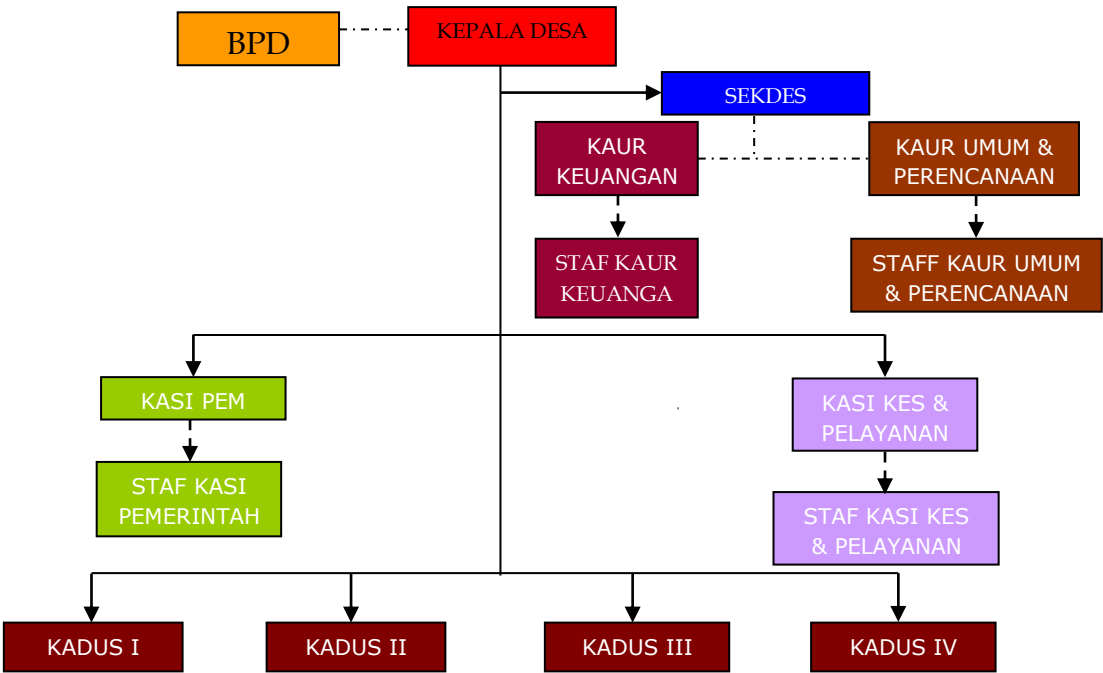 BPD
KEPALA DESA
SEKDES
KAUR
KEUANGAN
KAUR UMUM &
PERENCANAAN
STAF KAUR
KEUANGA
STAFF KAUR UMUM
& PERENCANAAN
KASI PEM
KASI KES &
PELAYANAN
STAF KASI
PEMERINTAH
STAF KASI KES
& PELAYANAN
KADUS I
KADUS II
KADUS III
KADUS IV